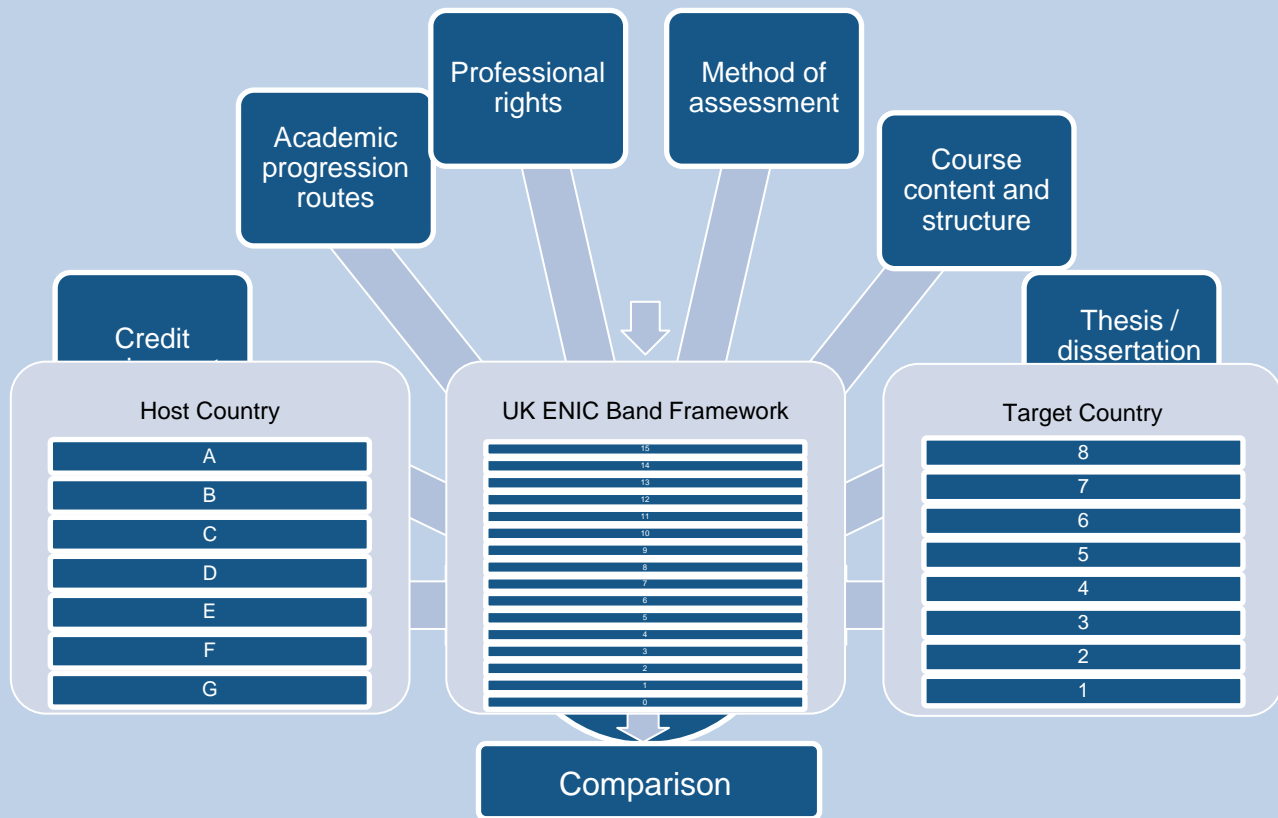 Professional
rights
Method of
assessment
Academic
progression
routes
Course
content and
structure
Credit
Thesis /
dissertation
Host Country
A
B
C
D
E
F
G
UK ENIC Band Framework
15
14
13
12
11
10
9
8
7
6
5
4
3
2
1
0
Target Country
8
7
6
5
4
3
2
1
Comparison